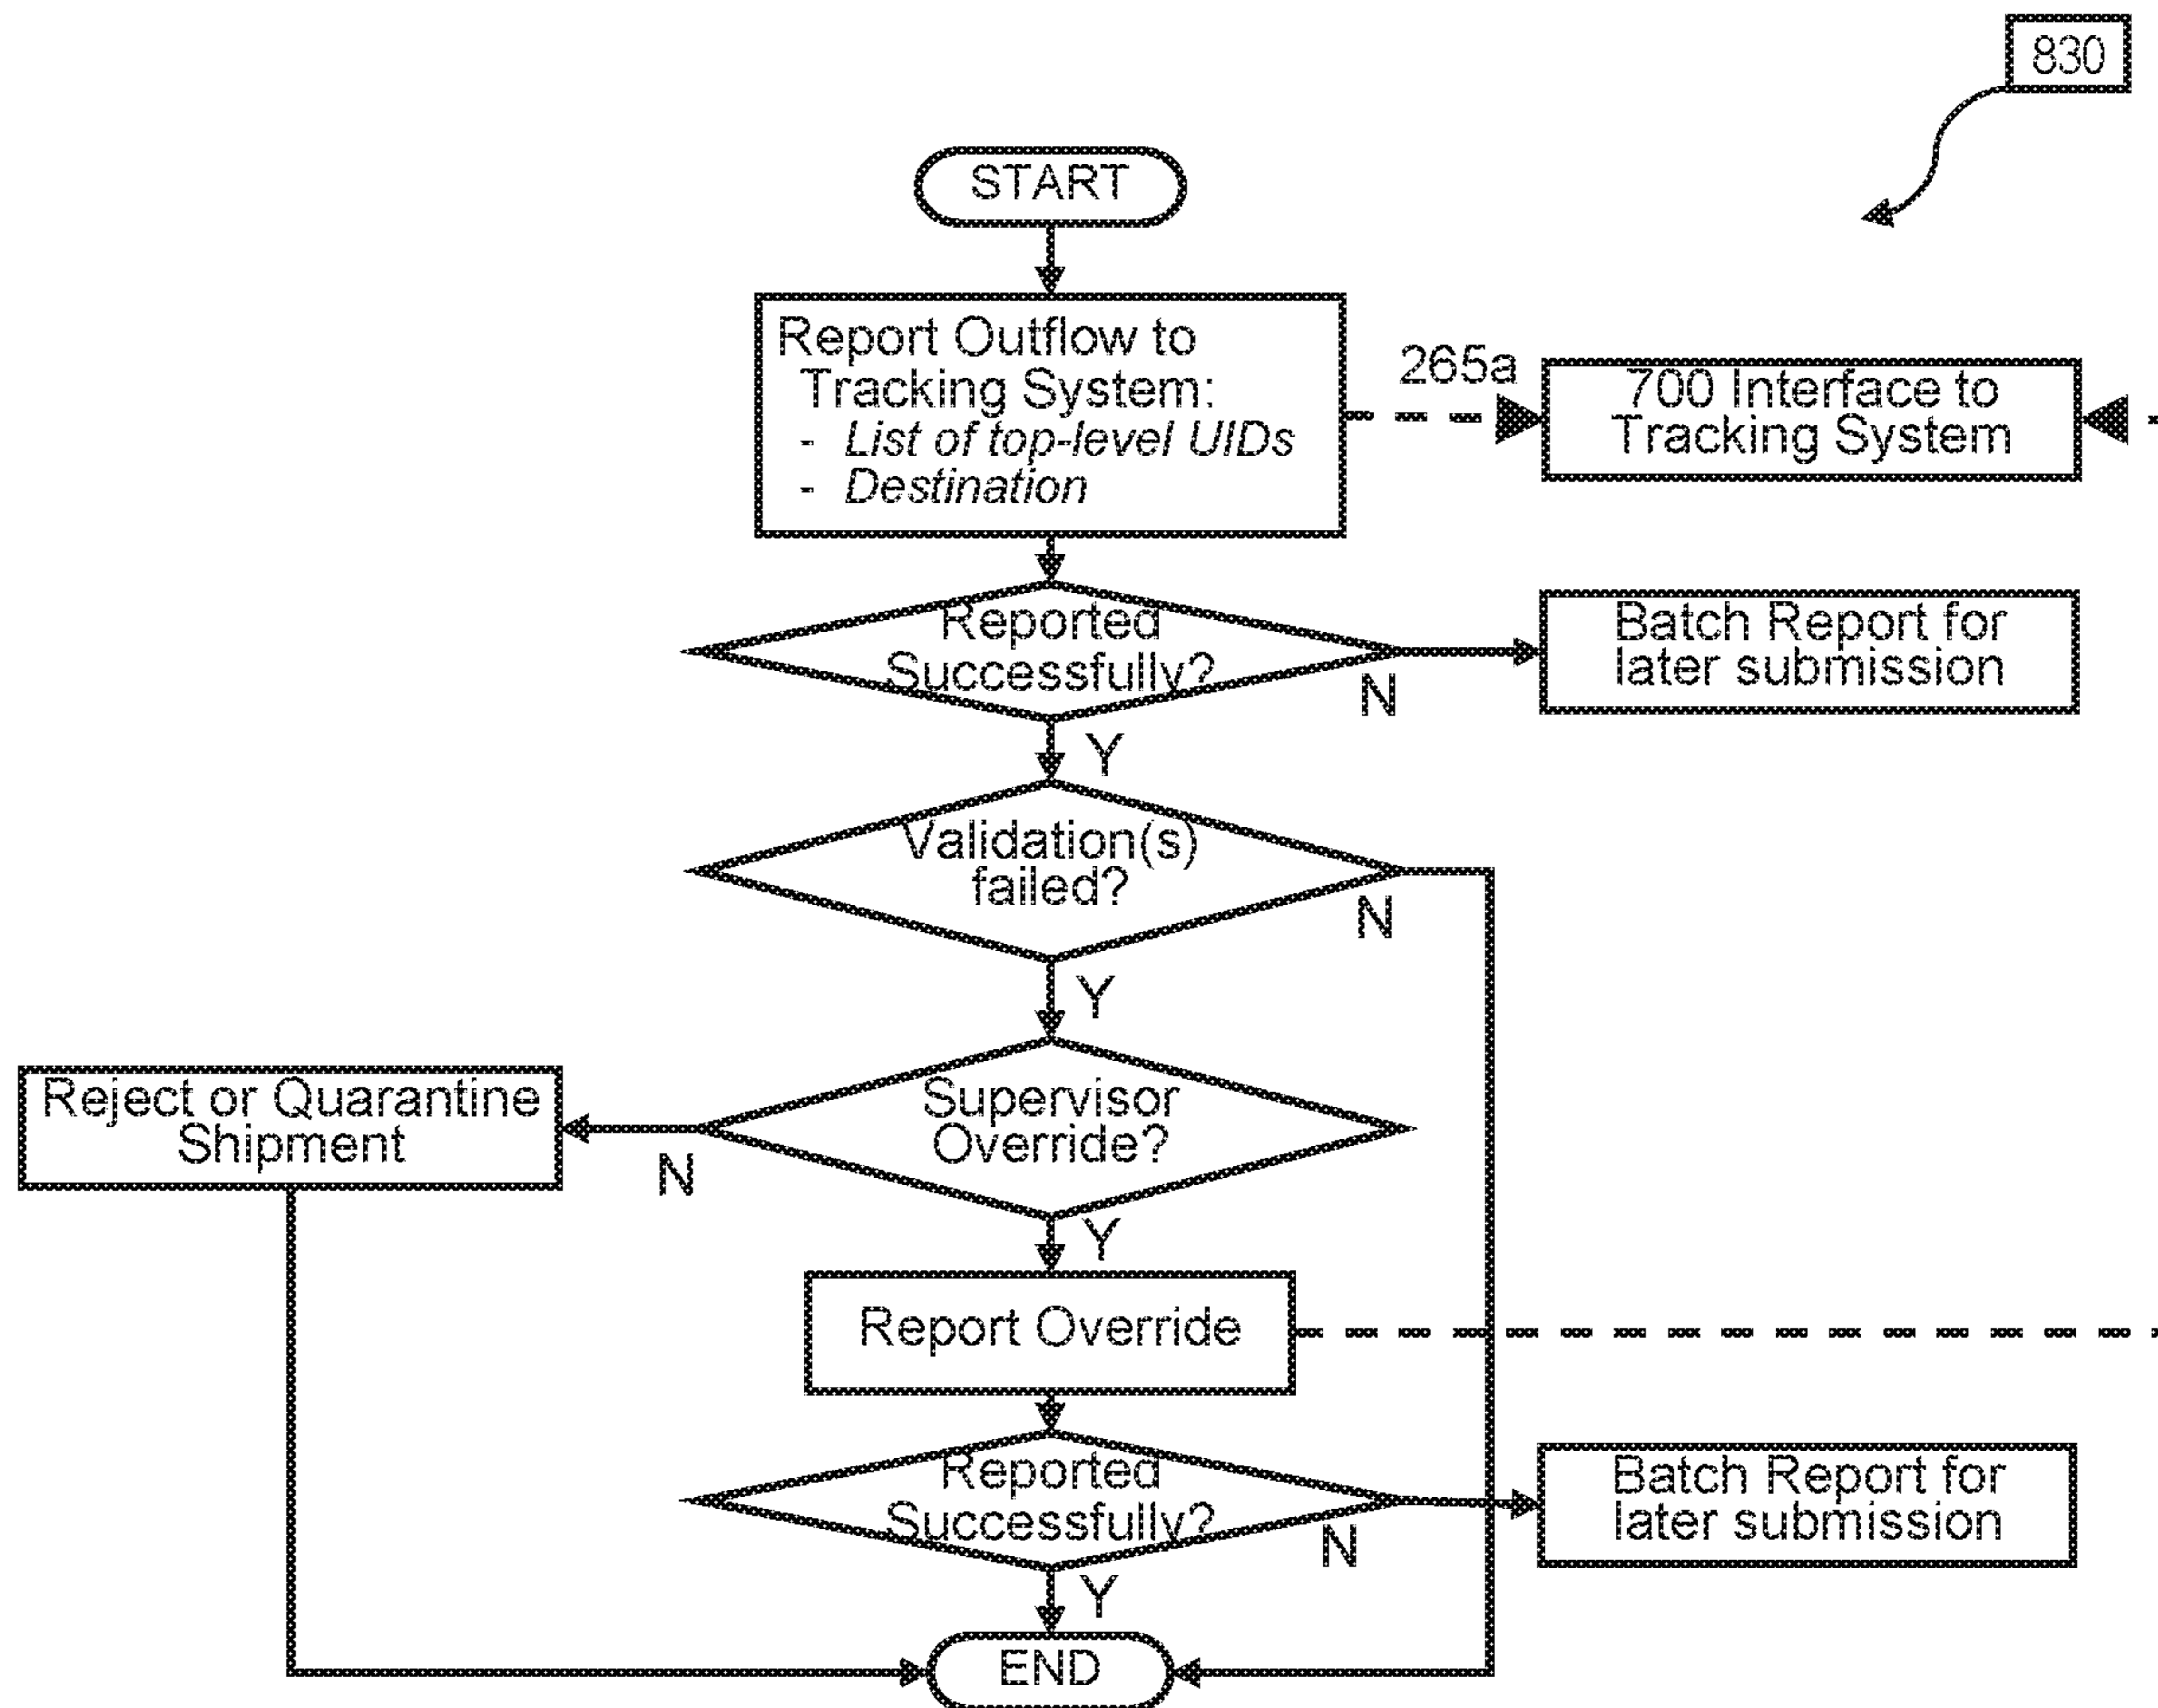 830
START
Report Outflow to
Tracking System:
- List of top-level UIDs
- Destination
265a
700 Interface to
Tracking System
Reported
Successfully?
N
Batch Report for
later submission
Y
Validation(s)
failed?
N
Y
Supervisor
Override?
Reject or Quarantine
Shipment
N
Y
Report Override
Reported
Successfully?
N
Batch Report for
later submission
Y
END